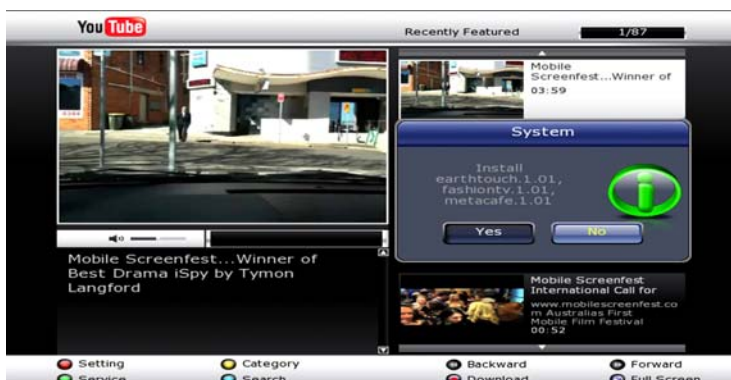 YouTube
Recently Featured
1/87
Mobile
Screenfest...Winner of
03:59
System
Install
earthtouch.1.01,
fashiontv.1.01,
metacafe.1.01
Yes
No
Mobile Screenfest...Winner of
Best Drama iSpy by Tymon
Langford
Mobile Screenfest
International Call for
www.mobilescreenfest.co
m Australias First
Mobile Film Festival
00:52
Setting
Category
Backward
Forward
Service
Search
Download
Full Screen